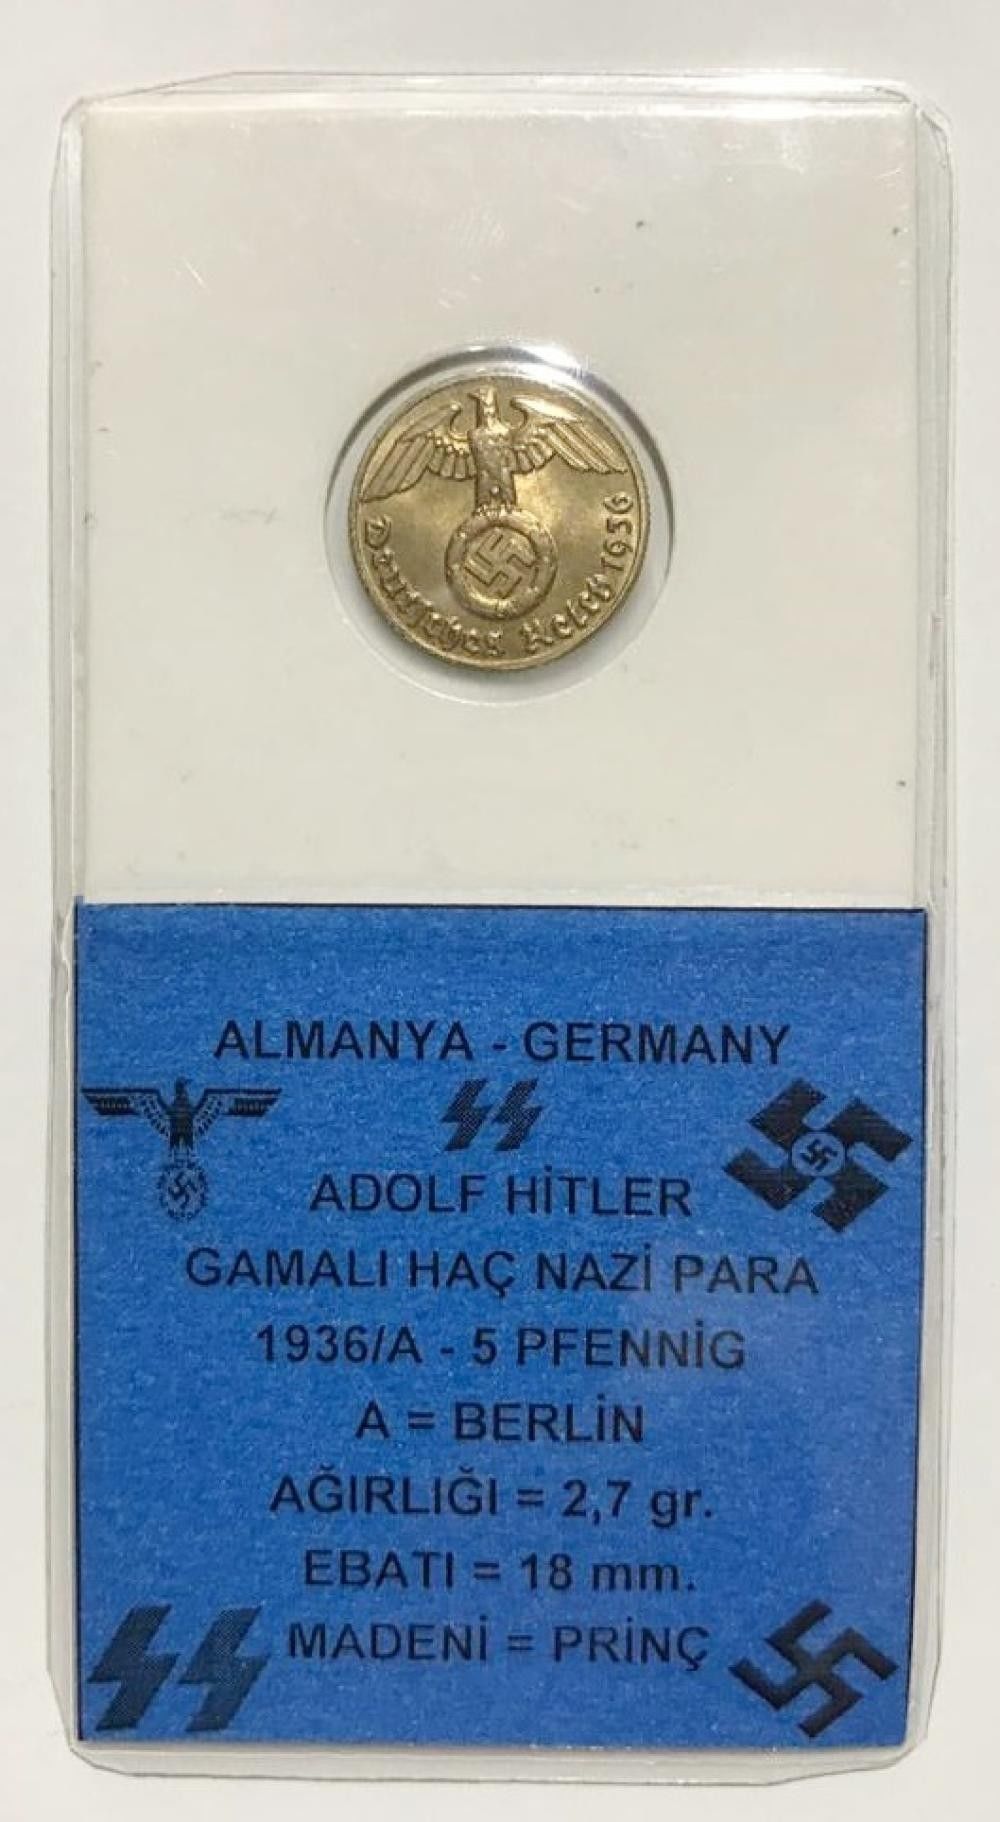 Deutsches Reich 1936
ALMANYA - GERMANY
ADOLF HİTLER
GAMALI HAÇ NAZİ PARA
1936/A - 5 PFENNİG
A = BERLİN
AĞIRLIĞI = 2,7 gr.
EBATI = 18 mm.
MADENİ = PRİNÇ